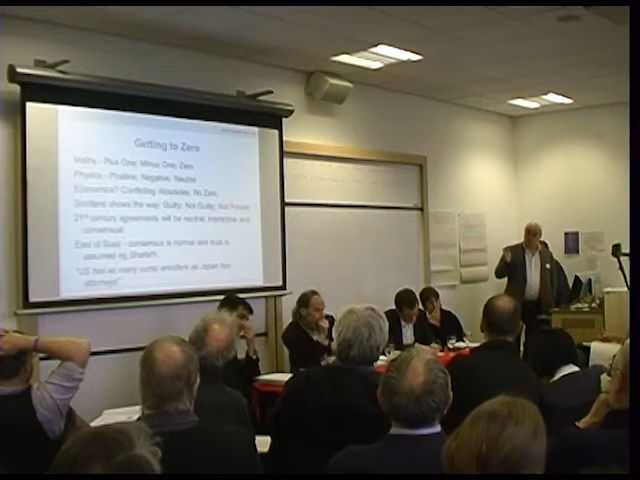 Getting to Zero
Maths - Plus One; Minus One; Zero
Physics - Positive; Negative; Neutral
Economics? Conflicting Absolutes, No Zero.
Scotland shows the way: Guilty; Not Guilty; Not Proven
21st century agreements will be neutral, interactive and
consensual.
East of Suez - consensus is normal and trust is
assumed eg Shariah
'US has as many sumo wrestlers as Japan has
attorneys'